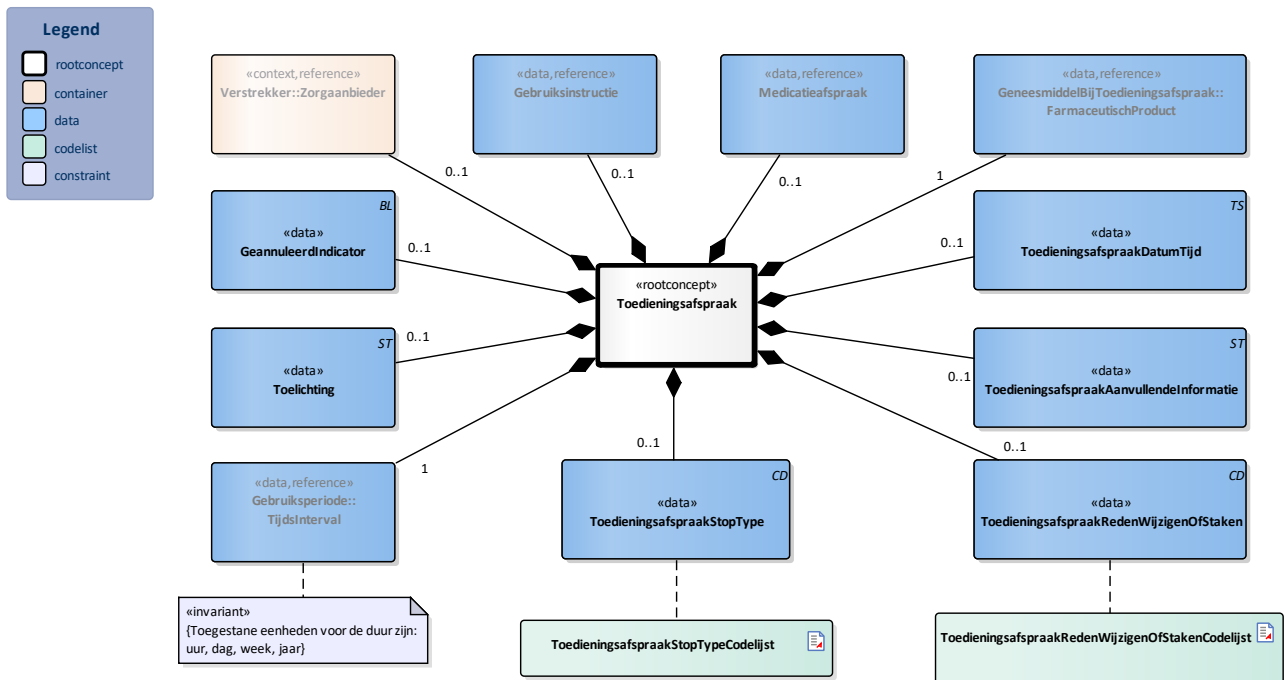 Legend
rootconcept
container
data
codelist
constraint
«context,reference»
Verstrekker::Zorgaanbieder
«data,reference»
Gebruiksinstructie
«data,reference»
Medicatieafspraak
«data,reference»
GeneesmiddelBijToedieningsafspraak::
FarmaceutischProduct
0..1
0..1
0..1
1
BL
«data»
GeannuleerdIndicator
0..1
«rootconcept»
Toedieningsafspraak
0..1
TS
«data»
ToedieningsafspraakDatumTijd
ST
«data»
Toelichting
0..1
0..1
ST
«data»
ToedieningsafspraakAanvullendeInformatie
«data,reference»
Gebruiksperiode::
TijdsInterval
1
0..1
CD
«data»
ToedieningsafspraakStopType
0..1
CD
«data»
ToedieningsafspraakRedenWijzigenOfStaken
«invariant»
{Toegestane eenheden voor de duur zijn:
uur, dag, week, jaar}
ToedieningsafspraakStopTypeCodelijst
ToedieningsafspraakRedenWijzigenOfStakenCodelijst